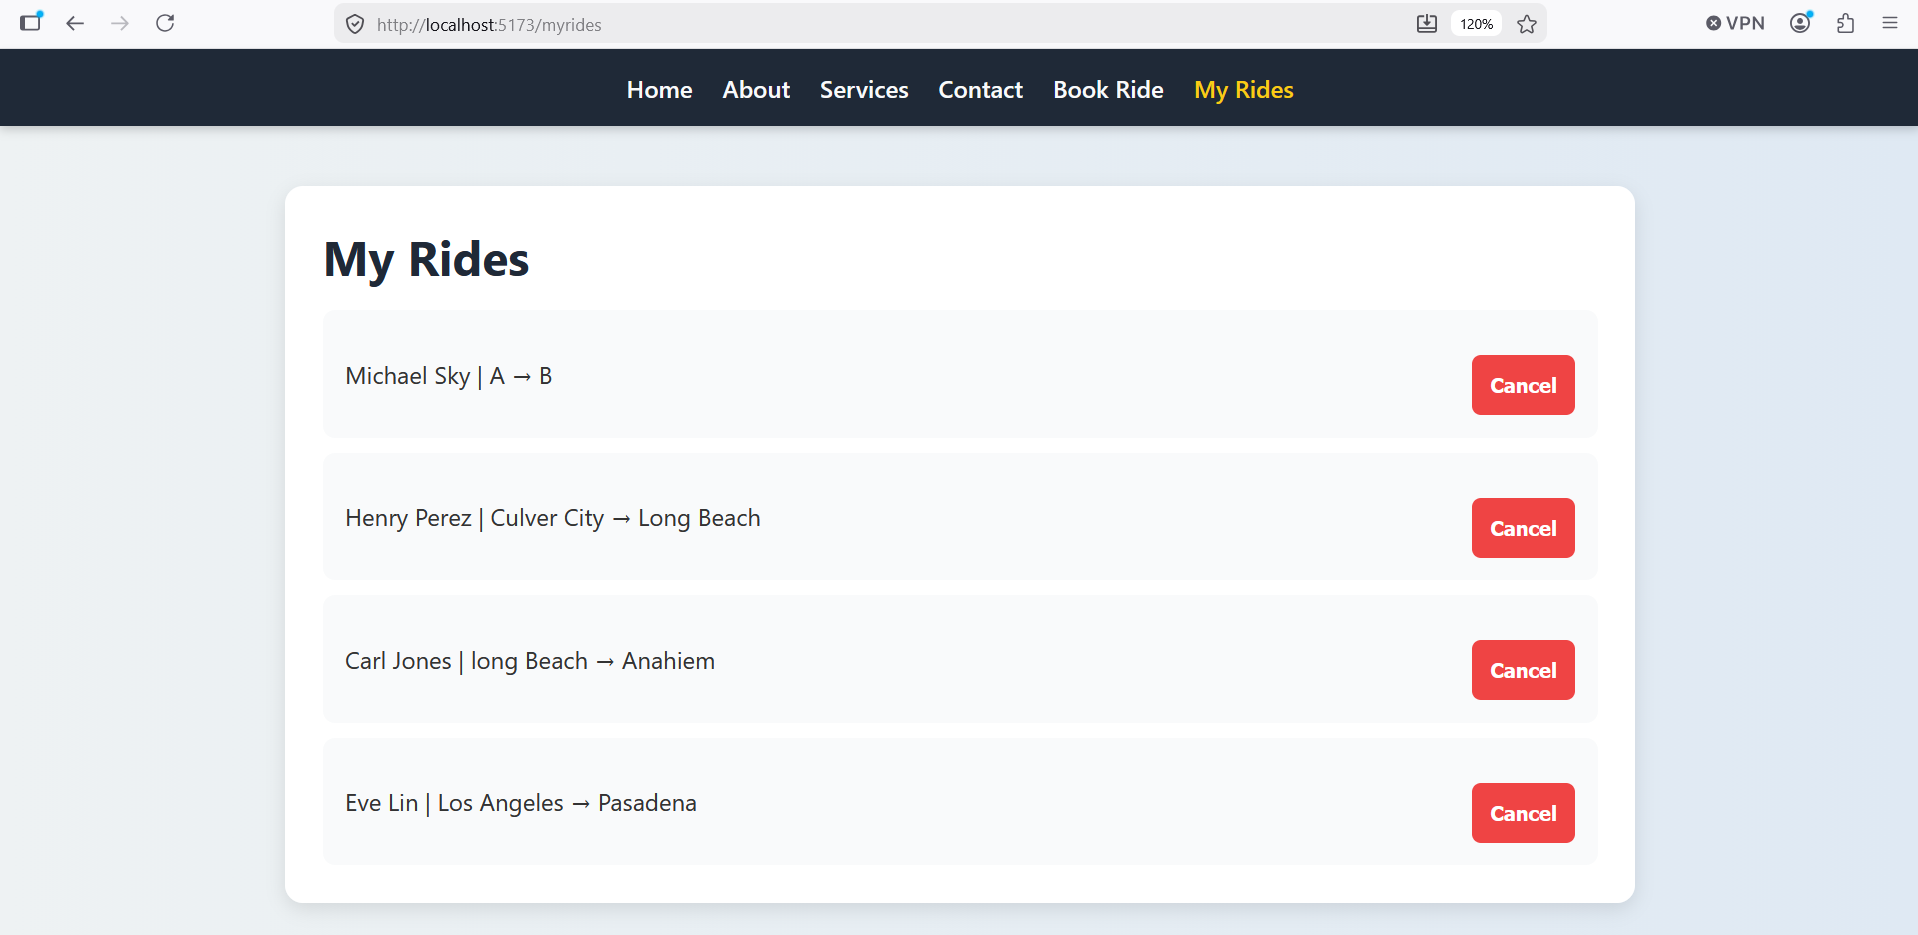 http://localhost:5173/myrides 120% VPN
Home About Services Contact Book Ride My Rides
My Rides
Michael Sky | A → B
Cancel
Henry Perez | Culver City → Long Beach
Cancel
Carl Jones | long Beach → Anahiem
Cancel
Eve Lin | Los Angeles → Pasadena
Cancel